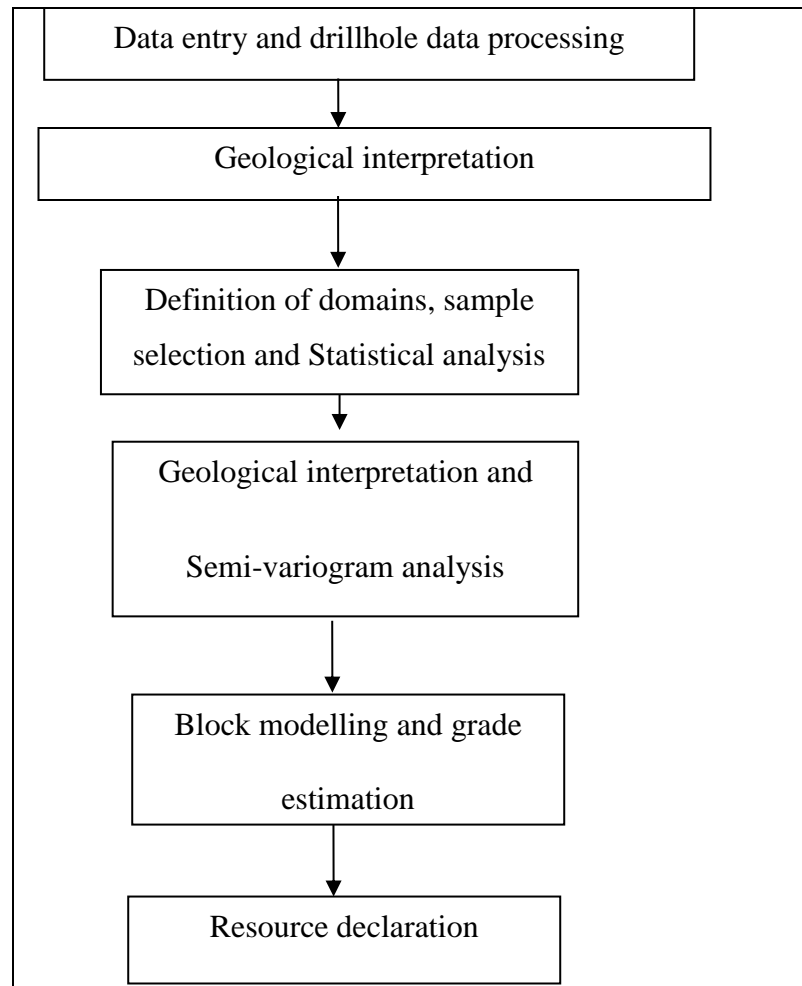 Data entry and drillhole data processing
Geological interpretation
Definition of domains, sample
selection and Statistical analysis
Geological interpretation and
Semi-variogram analysis
Block modelling and grade
estimation
Resource declaration